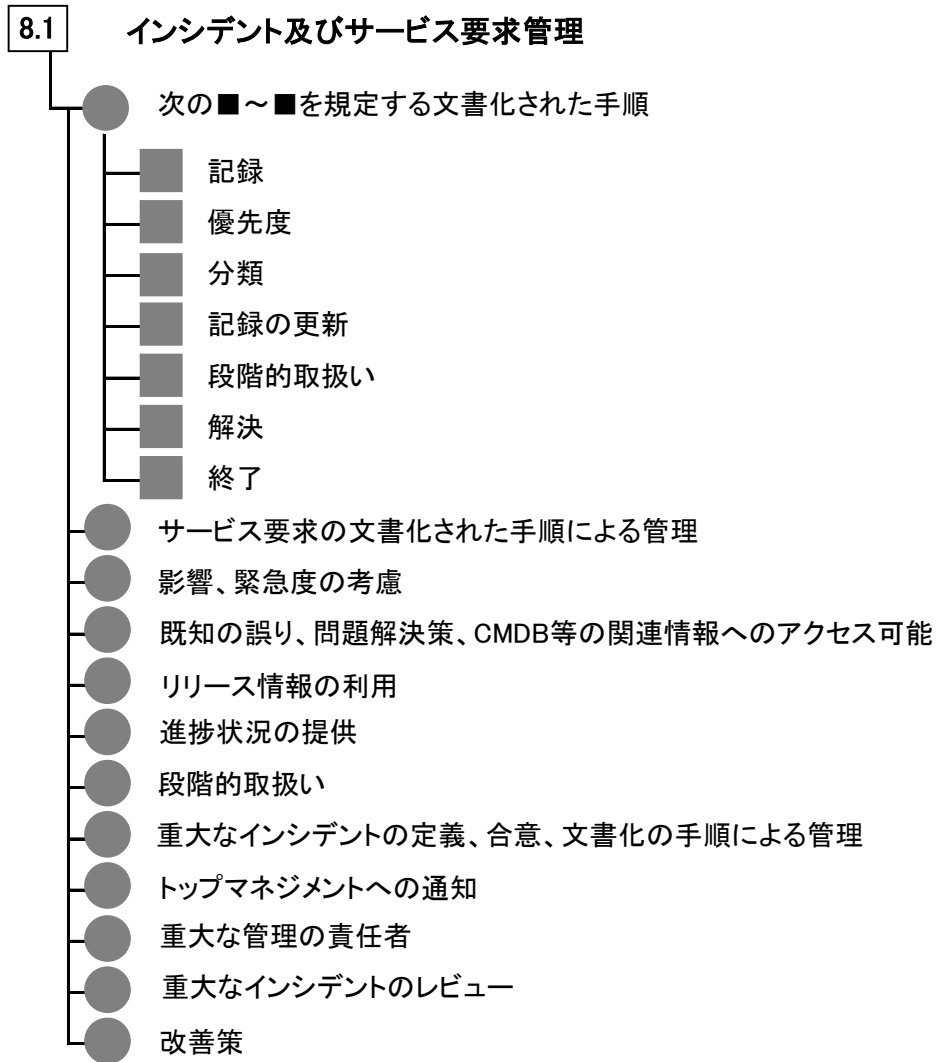 8.1 インシデント及びサービス要求管理
次の■～■を規定する文書化された手順
記録
優先度
分類
記録の更新
段階的取扱い
解決
終了
サービス要求の文書化された手順による管理
影響、緊急度の考慮
既知の誤り、問題解決策、CMDB等の関連情報へのアクセス可能
リリース情報の利用
進捗状況の提供
段階的取扱い
重大なインシデントの定義、合意、文書化の手順による管理
トップマネジメントへの通知
重大な管理の責任者
重大なインシデントのレビュー
改善策